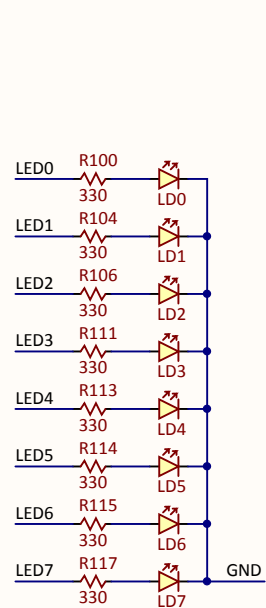 R100
LED0
330
LD0
R104
LED1
330
LD1
R106
LED2
330
LD2
R111
LED3
330
LD3
R113
LED4
330
LD4
R114
LED5
330
LD5
R115
LED6
330
LD6
R117
LED7
GND
330
LD7